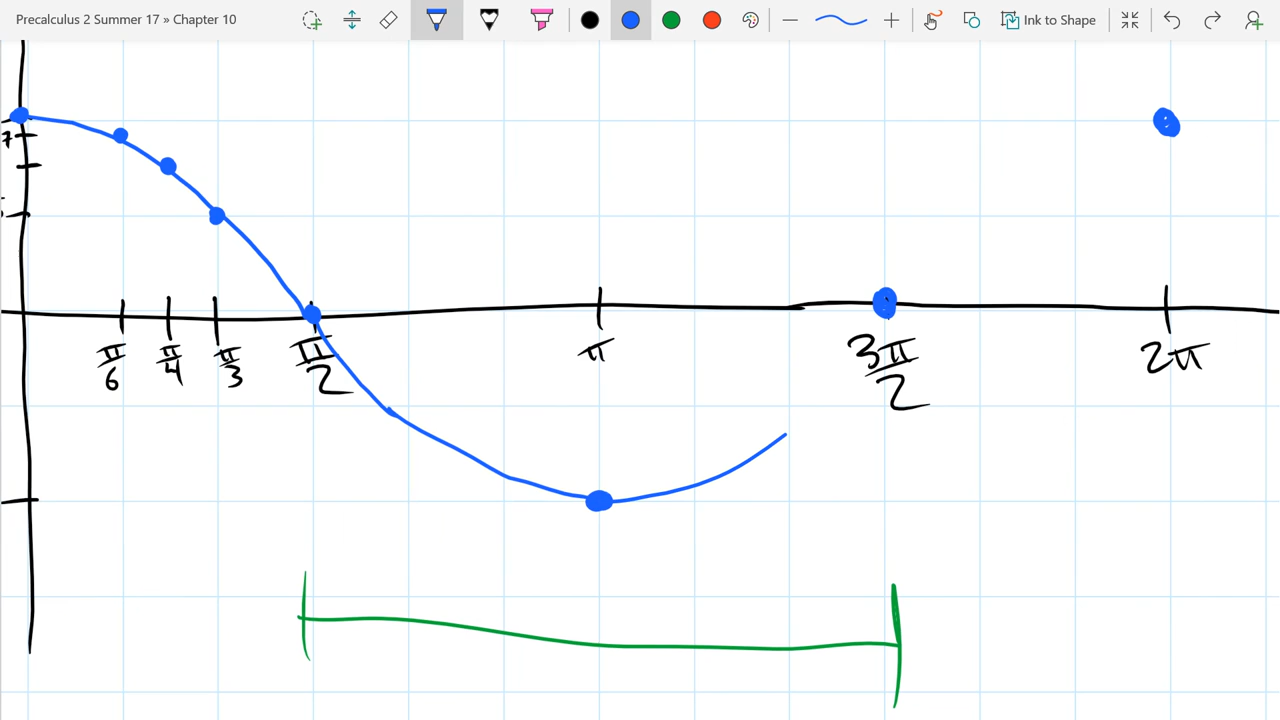 Precalculus 2 Summer 17 » Chapter 10
Ink to Shape
π/6 π/4 π/3 π/2 π 3π/2 2π